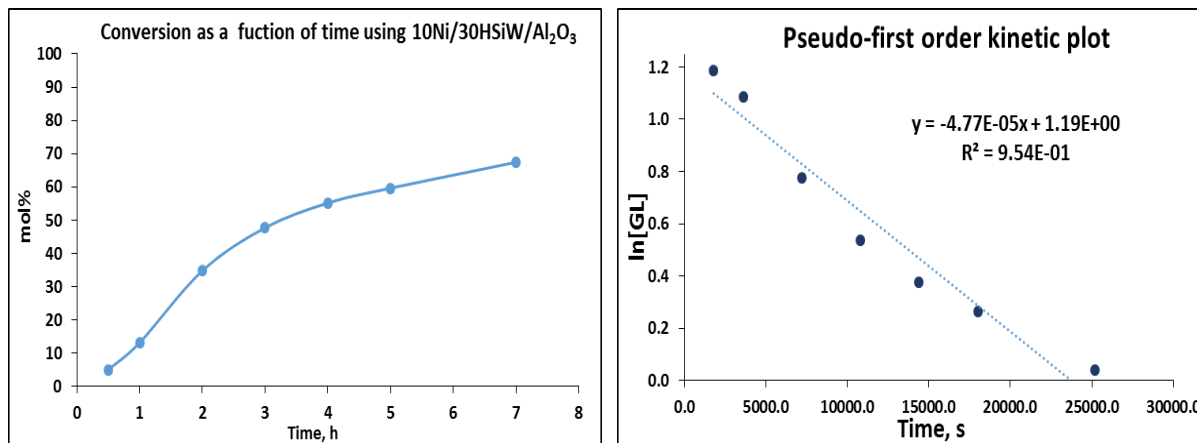 Conversion as a fuction of time using 10Ni/30HSiW/Al₂O₃
100
90
80
70
60
50
40
30
20
10
0
mol%
0 1 2 3 4 5 6 7 8
Time, h
Pseudo-first order kinetic plot
1.2
1.0
0.8
0.6
0.4
0.2
0.0
ln[GL]
y = -4.77E-05x + 1.19E+00
R² = 9.54E-01
0.0 5000.0 10000.0 15000.0 20000.0 25000.0 30000.0
Time, s